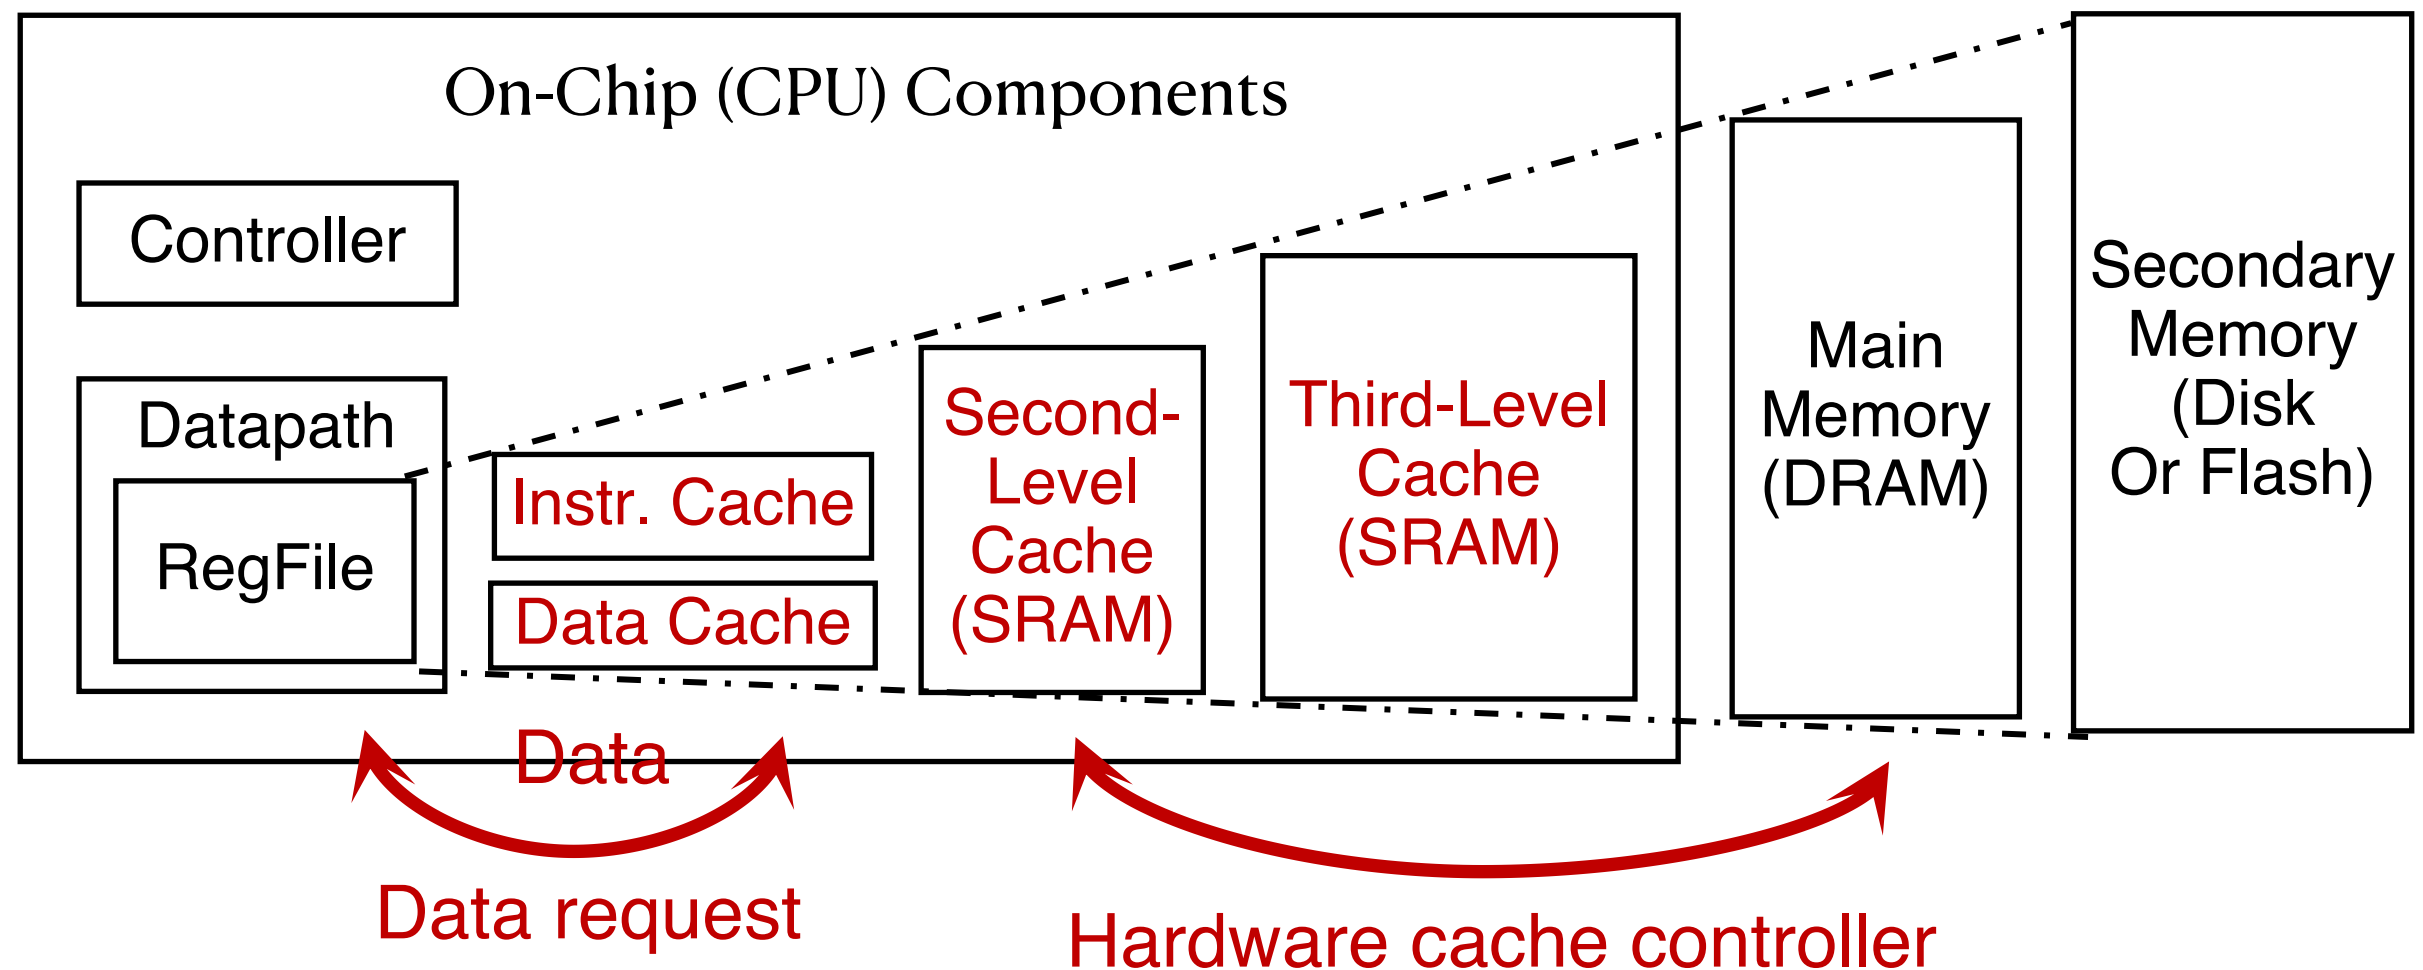 On-Chip (CPU) Components
Controller
Datapath
RegFile
Instr. Cache
Data Cache
Second-
Level
Cache
(SRAM)
Third-Level
Cache
(SRAM)
Main
Memory
(DRAM)
Secondary
Memory
(Disk
Or Flash)
Data
Data request
Hardware cache controller